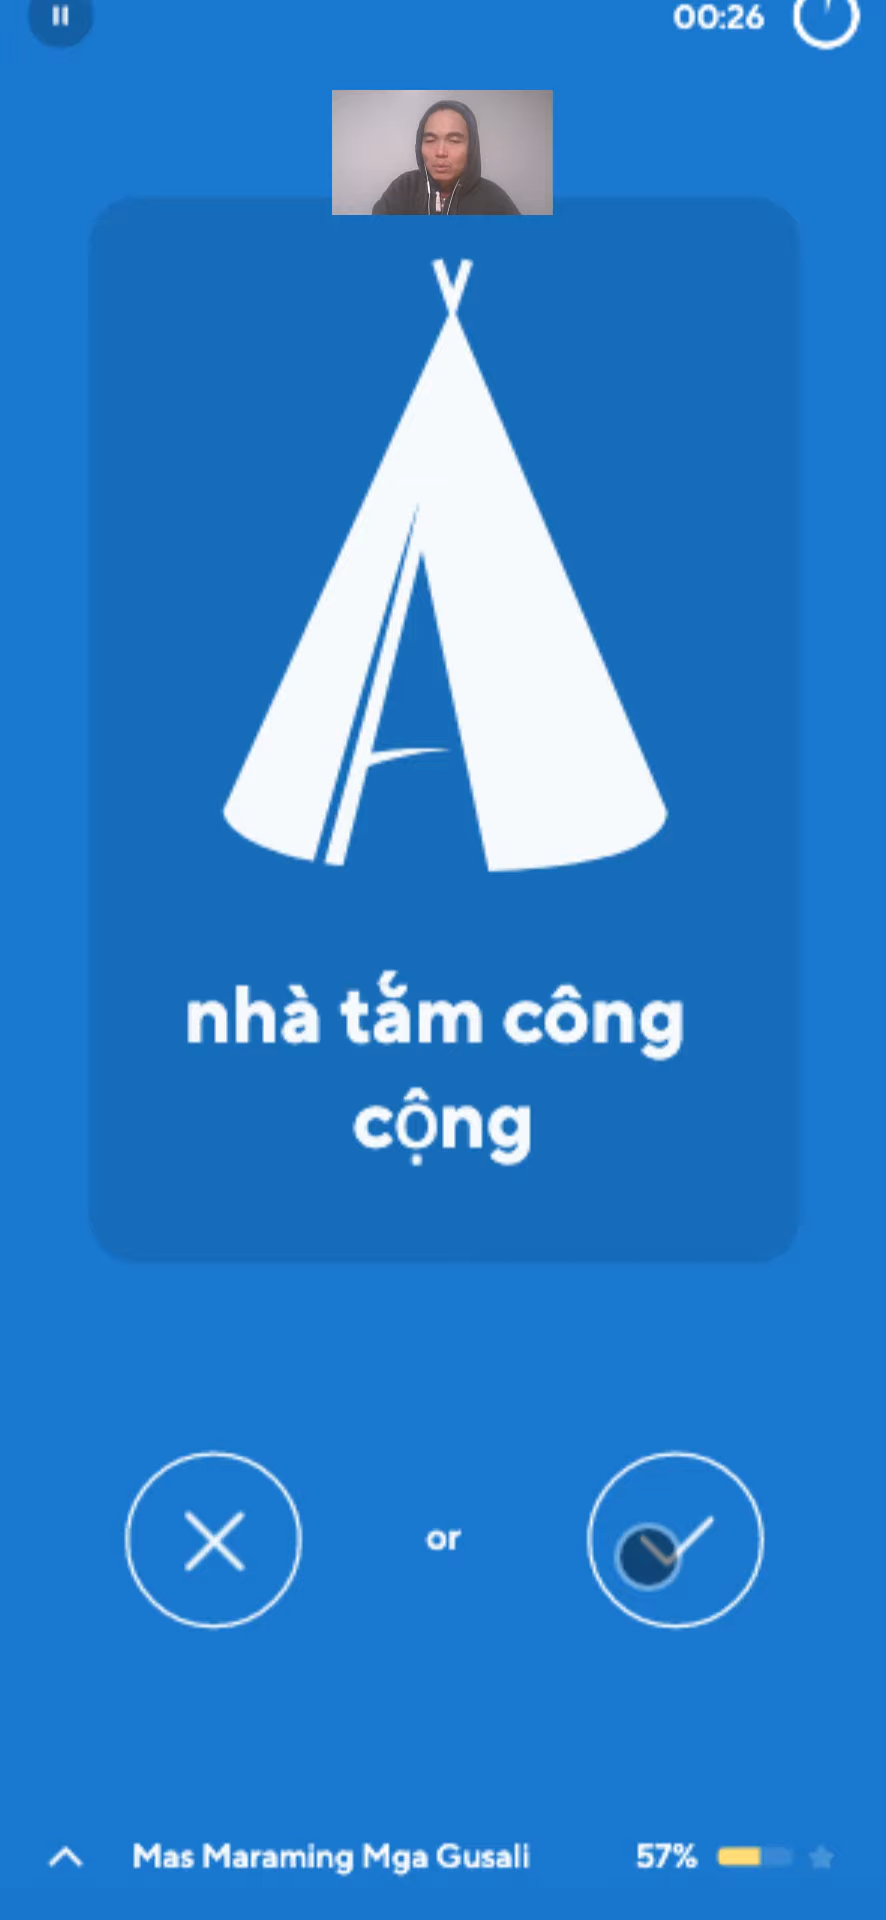 00:26
nhà tắm công
cộng
or
Mas Maraming Mga Gusali
57%